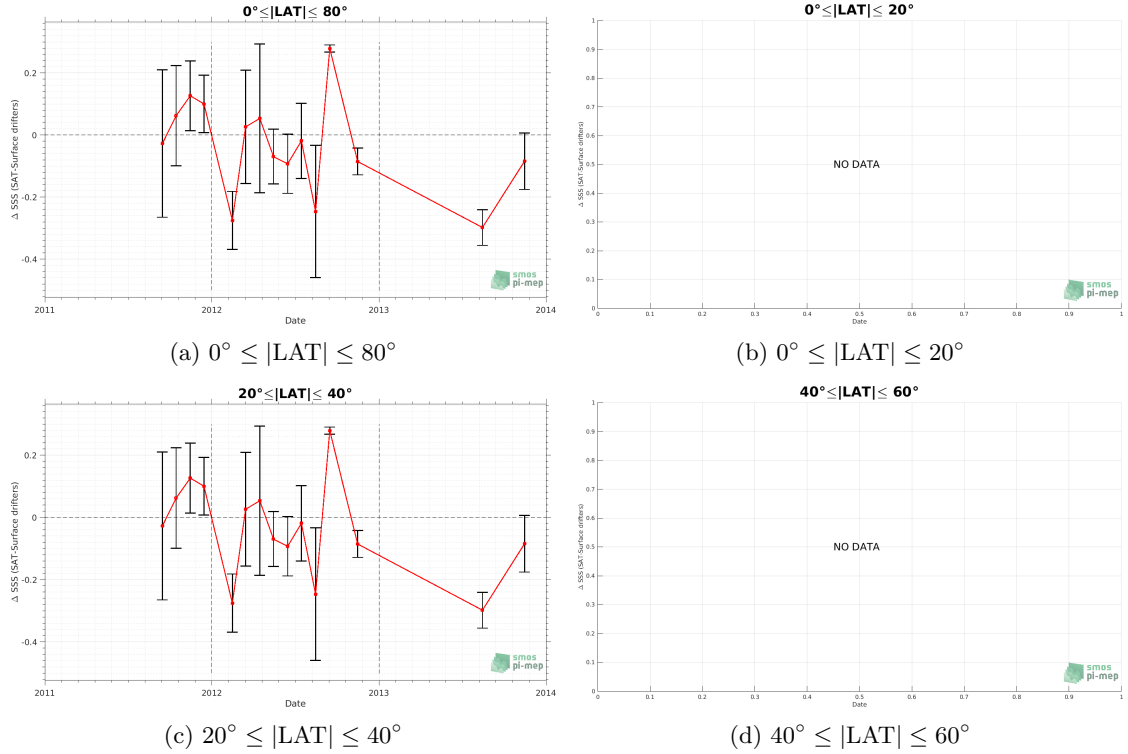 0°≤|LAT|≤ 80°
Δ SSS (SAT-Surface drifters)
0.2
0
-0.2
-0.4
2011
2012
2013
2014
Date
smos
pi-mep
(a) 0° ≤ |LAT| ≤ 80°
0°≤|LAT|≤ 20°
Δ SSS (SAT-Surface drifters)
1
0.9
0.8
0.7
0.6
0.5
0.4
0.3
0.2
0.1
0
NO DATA
0
0.1
0.2
0.3
0.4
0.5
0.6
0.7
0.8
0.9
1
Date
smos
pi-mep
(b) 0° ≤ |LAT| ≤ 20°
20°≤|LAT|≤ 40°
Δ SSS (SAT-Surface drifters)
0.2
0
-0.2
-0.4
2011
2012
2013
2014
Date
smos
pi-mep
(c) 20° ≤ |LAT| ≤ 40°
40°≤|LAT|≤ 60°
Δ SSS (SAT-Surface drifters)
1
0.9
0.8
0.7
0.6
0.5
0.4
0.3
0.2
0.1
0
NO DATA
0
0.1
0.2
0.3
0.4
0.5
0.6
0.7
0.8
0.9
1
Date
smos
pi-mep
(d) 40° ≤ |LAT| ≤ 60°